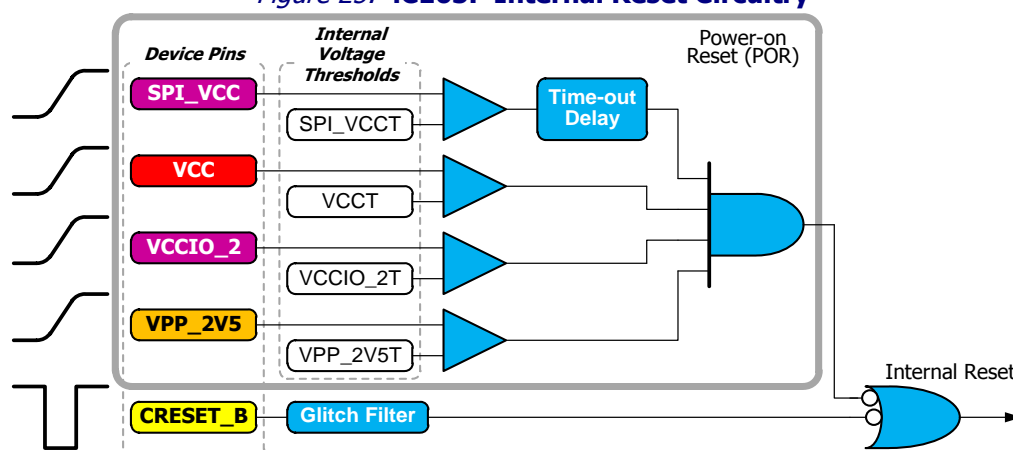 Internal
Voltage
Thresholds
Device Pins
Power-on
Reset (POR)
SPI_VCC
SPI_VCCT
Time-out
Delay
VCC
VCCT
VCCIO_2
VCCIO_2T
VPP_2V5
VPP_2V5T
Internal Reset
CRESET_B
Glitch Filter